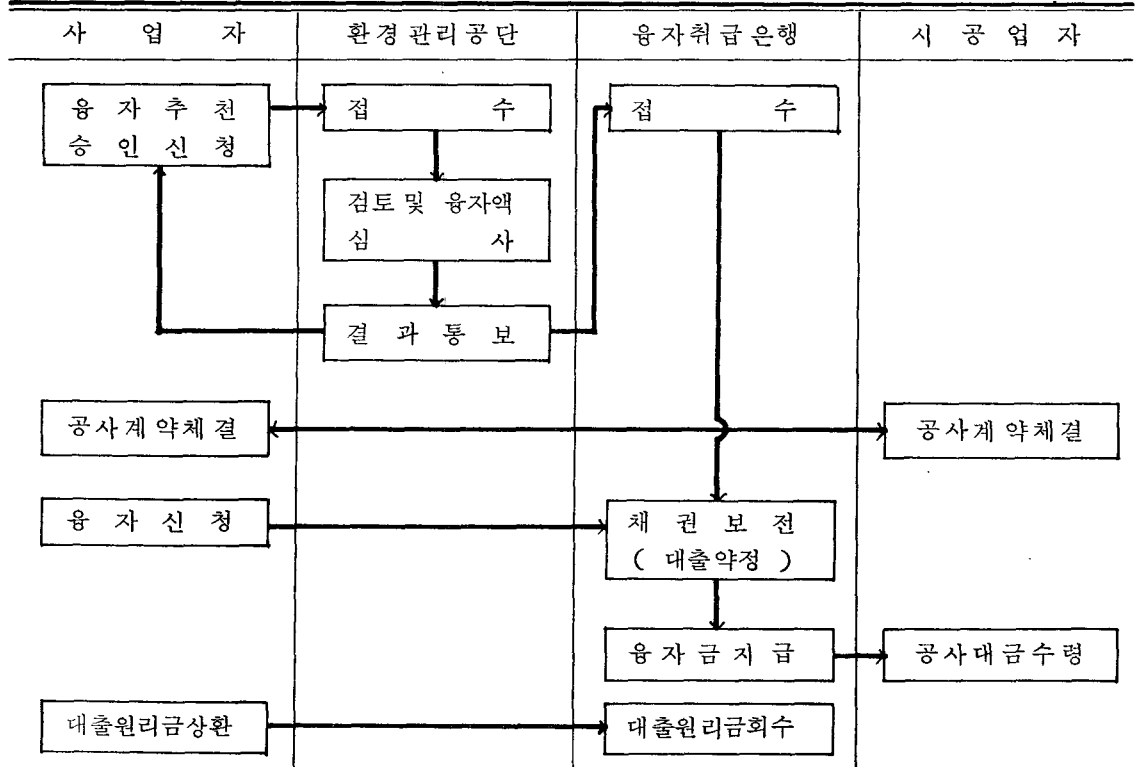 사 업 자 환경관리공단 융자취급은행 시 공 업 자
융 자 추 천
승 인 신 청
접 수
접 수
검토 및 융자액
심 사
결 과 통 보
공사계약체결
공사계약체결
융 자 신 청
채 권 보 전
( 대출약정 )
융 자 금 지 급
공사대금수령
대출원리금상환
대출원리금회수